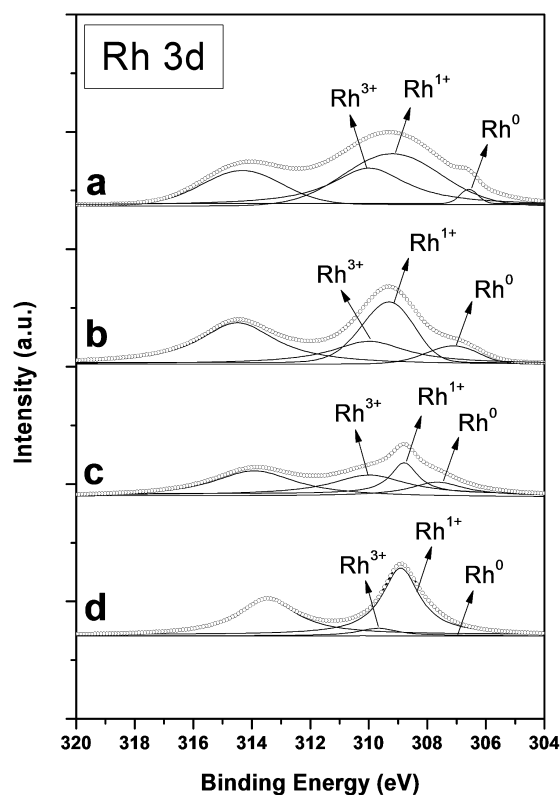 Rh 3d
Rh3+
Rh1+
Rh0
a
Rh3+
Rh1+
Rh0
b
Rh3+
Rh1+
Rh0
c
Rh3+
Rh1+
Rh0
d
Intensity (a.u.)
320 318 316 314 312 310 308 306 304
Binding Energy (eV)